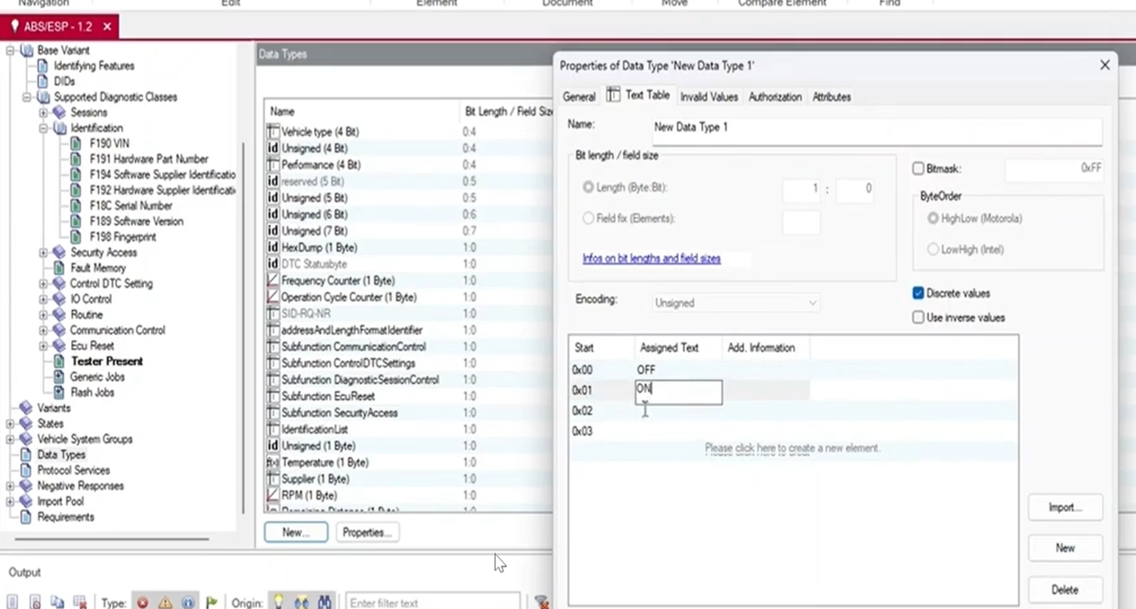 Navigation Edit Element Document Move Compare Element Find
ABS/ESP - 1.2
Base Variant
Identifying Features
DIDs
Supported Diagnostic Classes
Sessions
Identification
F190 VIN
F191 Hardware Part Number
F194 Software Supplier Identificatio
F192 Hardware Supplier Identificatio
F18C Serial Number
F189 Software Version
F198 Fingerprint
Security Access
Fault Memory
Control DTC Setting
IO Control
Routine
Communication Control
Ecu Reset
Tester Present
Generic Jobs
Flash Jobs
Variants
States
Vehicle System Groups
Data Types
Protocol Services
Negative Responses
Import Pool
Requirements
Data Types
Name Bit Length / Field Size
Vehicle type (4 Bit) 0:4
Unsigned (4 Bit) 0:4
Performance (4 Bit) 0:4
reserved (5 Bit) 0:5
Unsigned (5 Bit) 0:5
Unsigned (6 Bit) 0:6
Unsigned (7 Bit) 0:7
HexDump (1 Byte) 1:0
DTC Statusbyte 1:0
Frequency Counter (1 Byte) 1:0
Operation Cycle Counter (1 Byte) 1:0
SID-RQ-NR 1:0
addressAndLengthFormatIdentifier 1:0
Subfunction CommunicationControl 1:0
Subfunction ControlDTCSettings 1:0
Subfunction DiagnosticSessionControl 1:0
Subfunction EcuReset 1:0
Subfunction SecurityAccess 1:0
IdentificationList 1:0
Unsigned (1 Byte) 1:0
Temperature (1 Byte) 1:0
Supplier (1 Byte) 1:0
RPM (1 Byte) 1:0
New... Properties...
Properties of Data Type 'New Data Type 1'
General Text Table Invalid Values Authorization Attributes
Name: New Data Type 1
Bit length / field size
Length (Byte:Bit): 1 : 0
Field fix (Elements):
Infos on bit lengths and field sizes
Bitmask: 0xFF
ByteOrder
HighLow (Motorola)
LowHigh (Intel)
Encoding: Unsigned
Discrete values
Use inverse values
Start Assigned Text Add. Information
0x00 OFF
0x01 ON
0x02
0x03
Please click here to create a new element.
Import...
New
Delete
Output
Type: Origin: Enter filter text